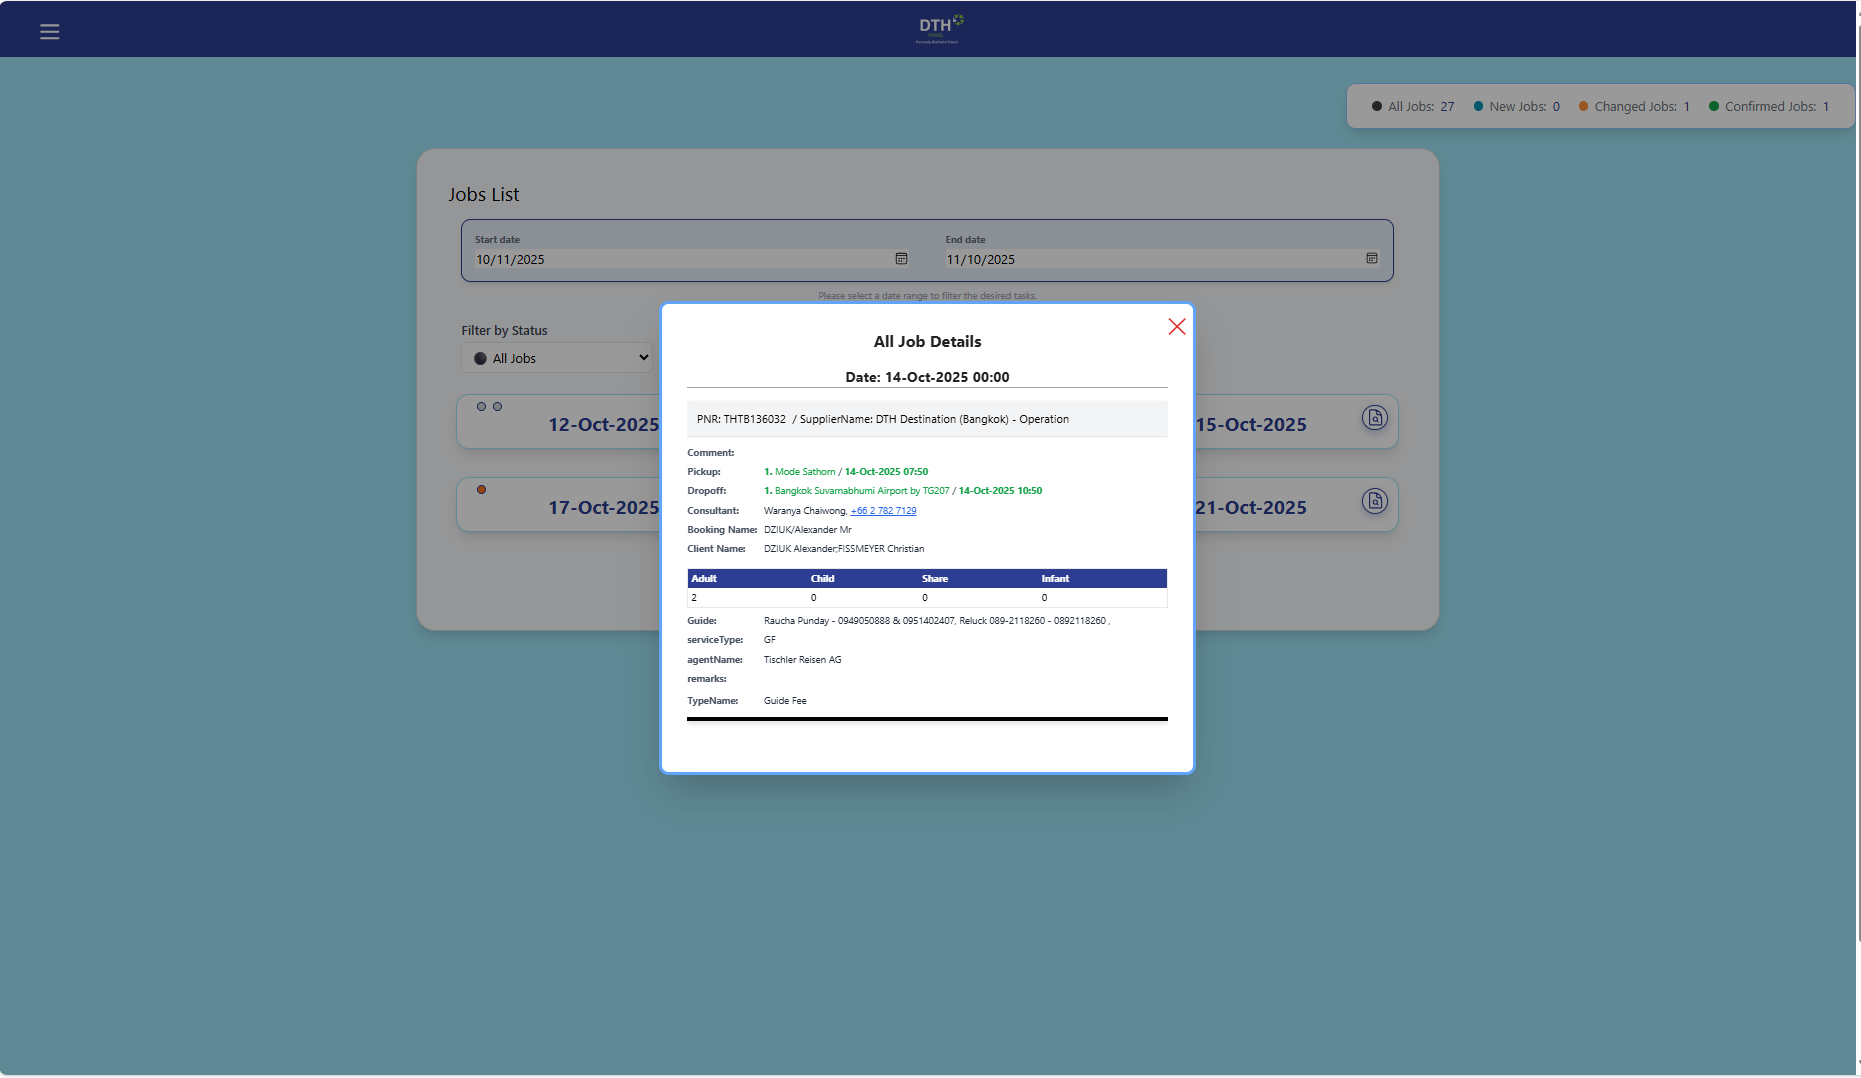 DTH
All Jobs: 27 New Jobs: 0 Changed Jobs: 1 Confirmed Jobs: 1
Jobs List
Start date End date
10/11/2025 11/10/2025
Please select a date range to filter the desired tasks.
Filter by Status
All Jobs
12-Oct-2025 15-Oct-2025
17-Oct-2025 21-Oct-2025
All Job Details
Date: 14-Oct-2025 00:00
PNR: THTB136032 / SupplierName: DTH Destination (Bangkok) - Operation
Comment:
Pickup: 1. Mode Sathorn / 14-Oct-2025 07:50
Dropoff: 1. Bangkok Suvarnabhumi Airport by TG207 / 14-Oct-2025 10:50
Consultant: Waranya Chaiwong, +66 2 782 7129
Booking Name: DZIUK/Alexander Mr
Client Name: DZIUK Alexander;FISSMEYER Christian
Adult Child Share Infant
2 0 0 0
Guide: Raucha Punday - 0949050888 & 0951402407, Reluck 089-2118260 - 0892118260 ,
serviceType: GF
agentName: Tischler Reisen AG
remarks:
TypeName: Guide Fee